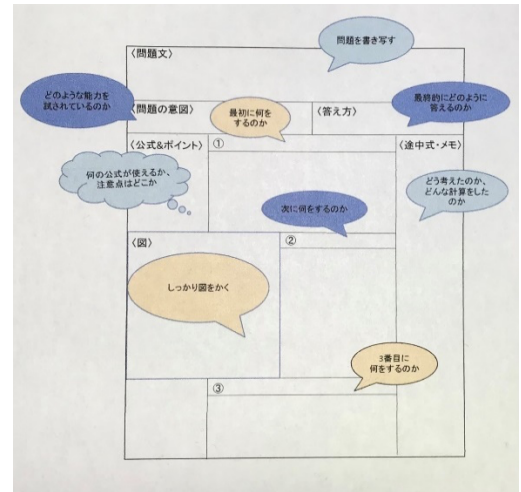 〈問題文〉
問題を書き写す
どのような能力を
試されているのか
〈問題の意図〉
最初に何を
するのか
〈答え方〉
最終的にどのように
答えるのか
〈公式&ポイント〉
①
〈途中式・メモ〉
何の公式が使えるか、
注意点はどこか
どう考えたのか、
どんな計算をした
のか
次に何をするのか
〈図〉
②
しっかり図をかく
3番目に
何をするのか
③